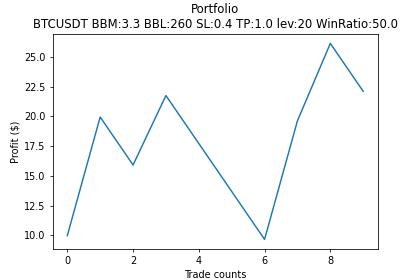 Portfolio
BTCUSDT BBM:3.3 BBL:260 SL:0.4 TP:1.0 lev:20 WinRatio:50.0
25.0
22.5
20.0
17.5
15.0
12.5
10.0
Profit ($)
0 2 4 6 8
Trade counts